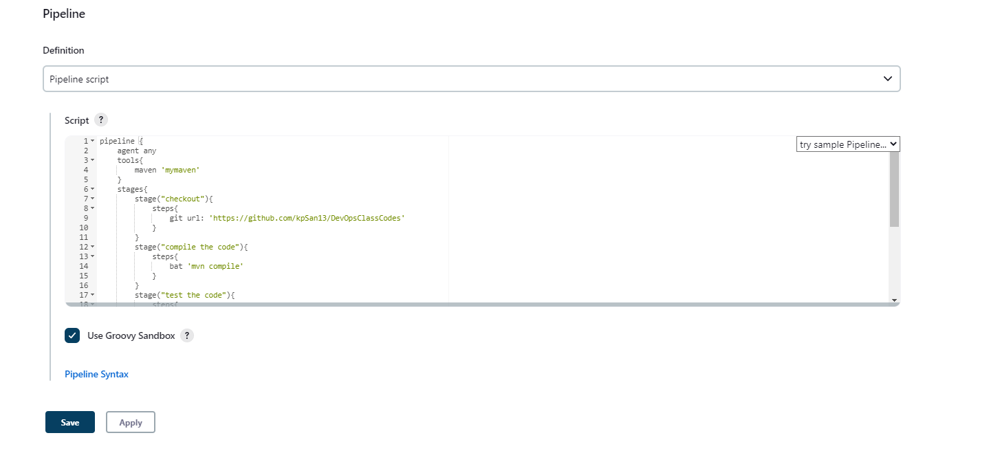 Pipeline
Definition
Pipeline script
Script ?
try sample Pipeline...
1 pipeline {
2 agent any
3 tools{
4 maven 'mymaven'
5 }
6 stages{
7 stage("checkout"){
8 steps{
9 git url: 'https://github.com/kpSan13/DevOpsClassCodes'
10 }
11 }
12 stage("compile the code"){
13 steps{
14 bat 'mvn compile'
15 }
16 }
17 stage("test the code"){
18 steps{
Use Groovy Sandbox ?
Pipeline Syntax
Save Apply